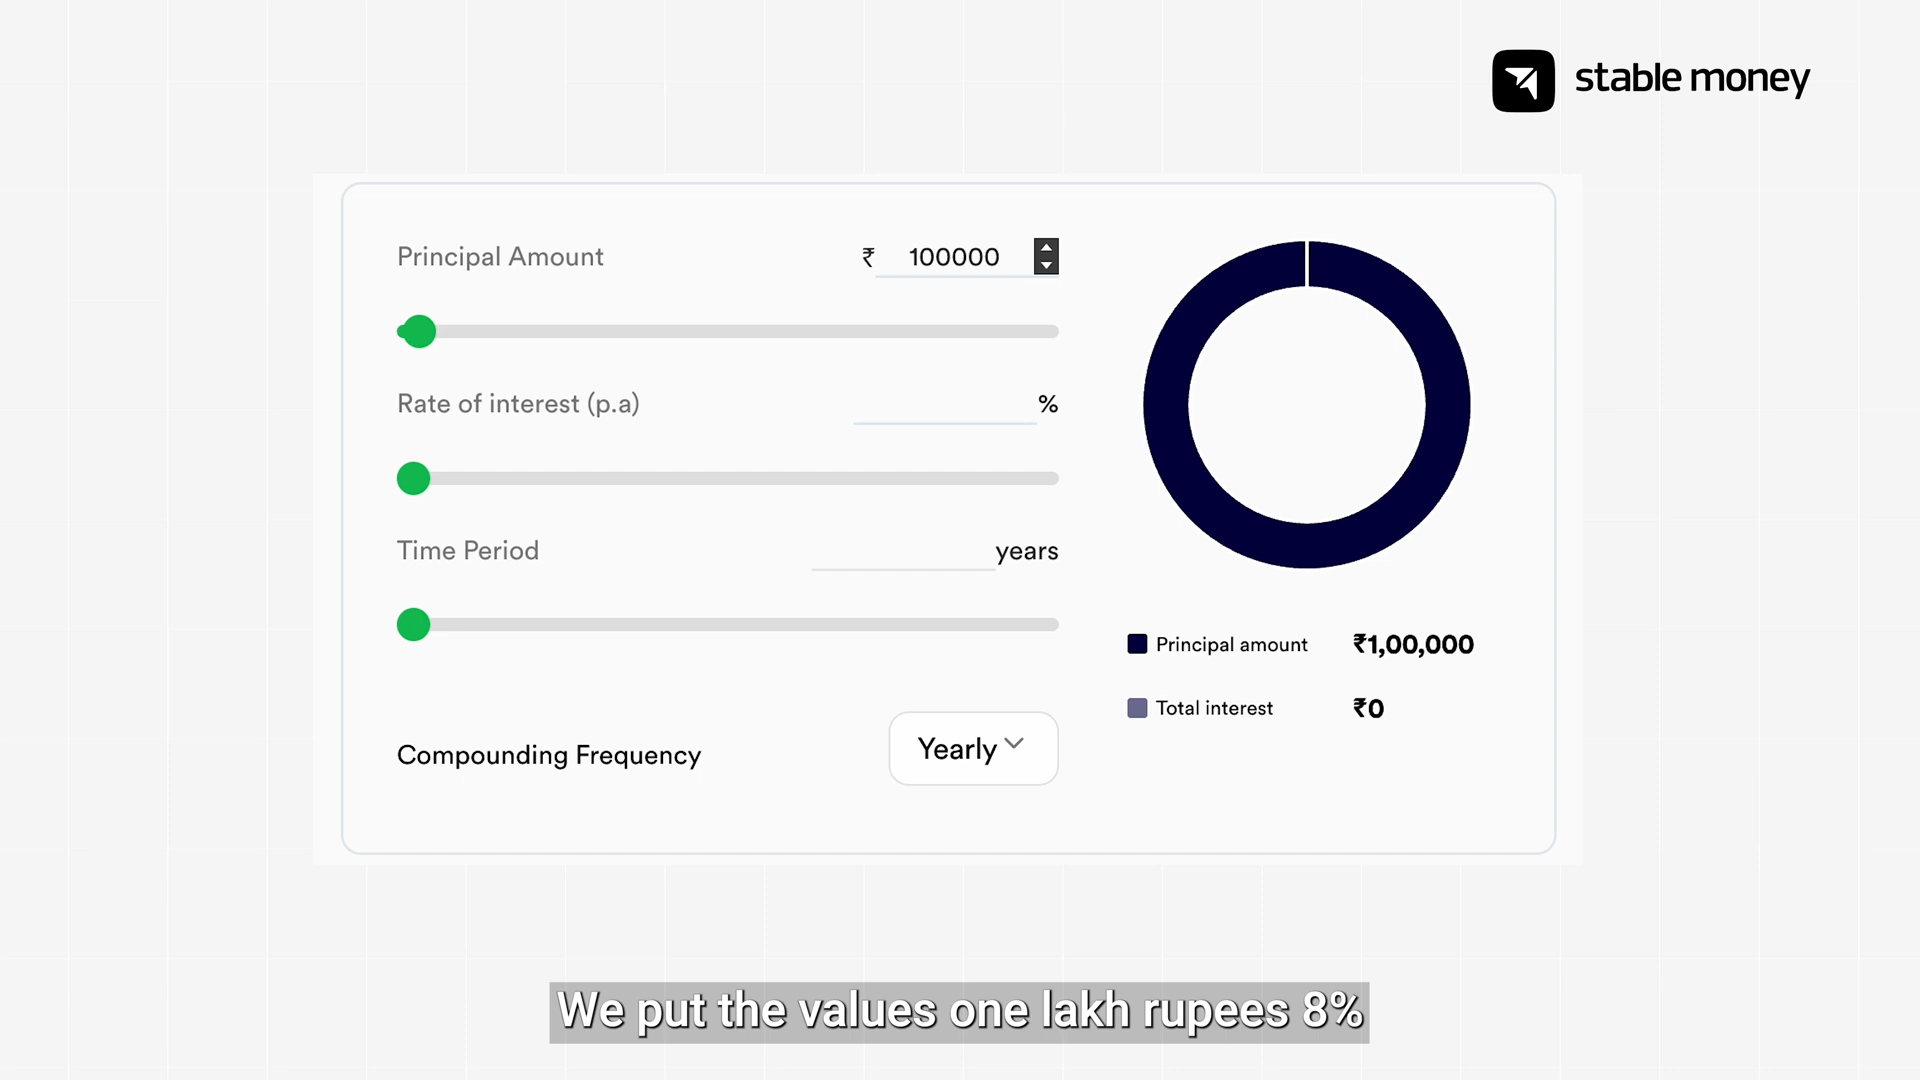 stable money
Principal Amount ₹ 100000
Rate of interest (p.a) %
Time Period years
Compounding Frequency Yearly
Principal amount ₹1,00,000
Total interest ₹0
We put the values one lakh rupees 8%